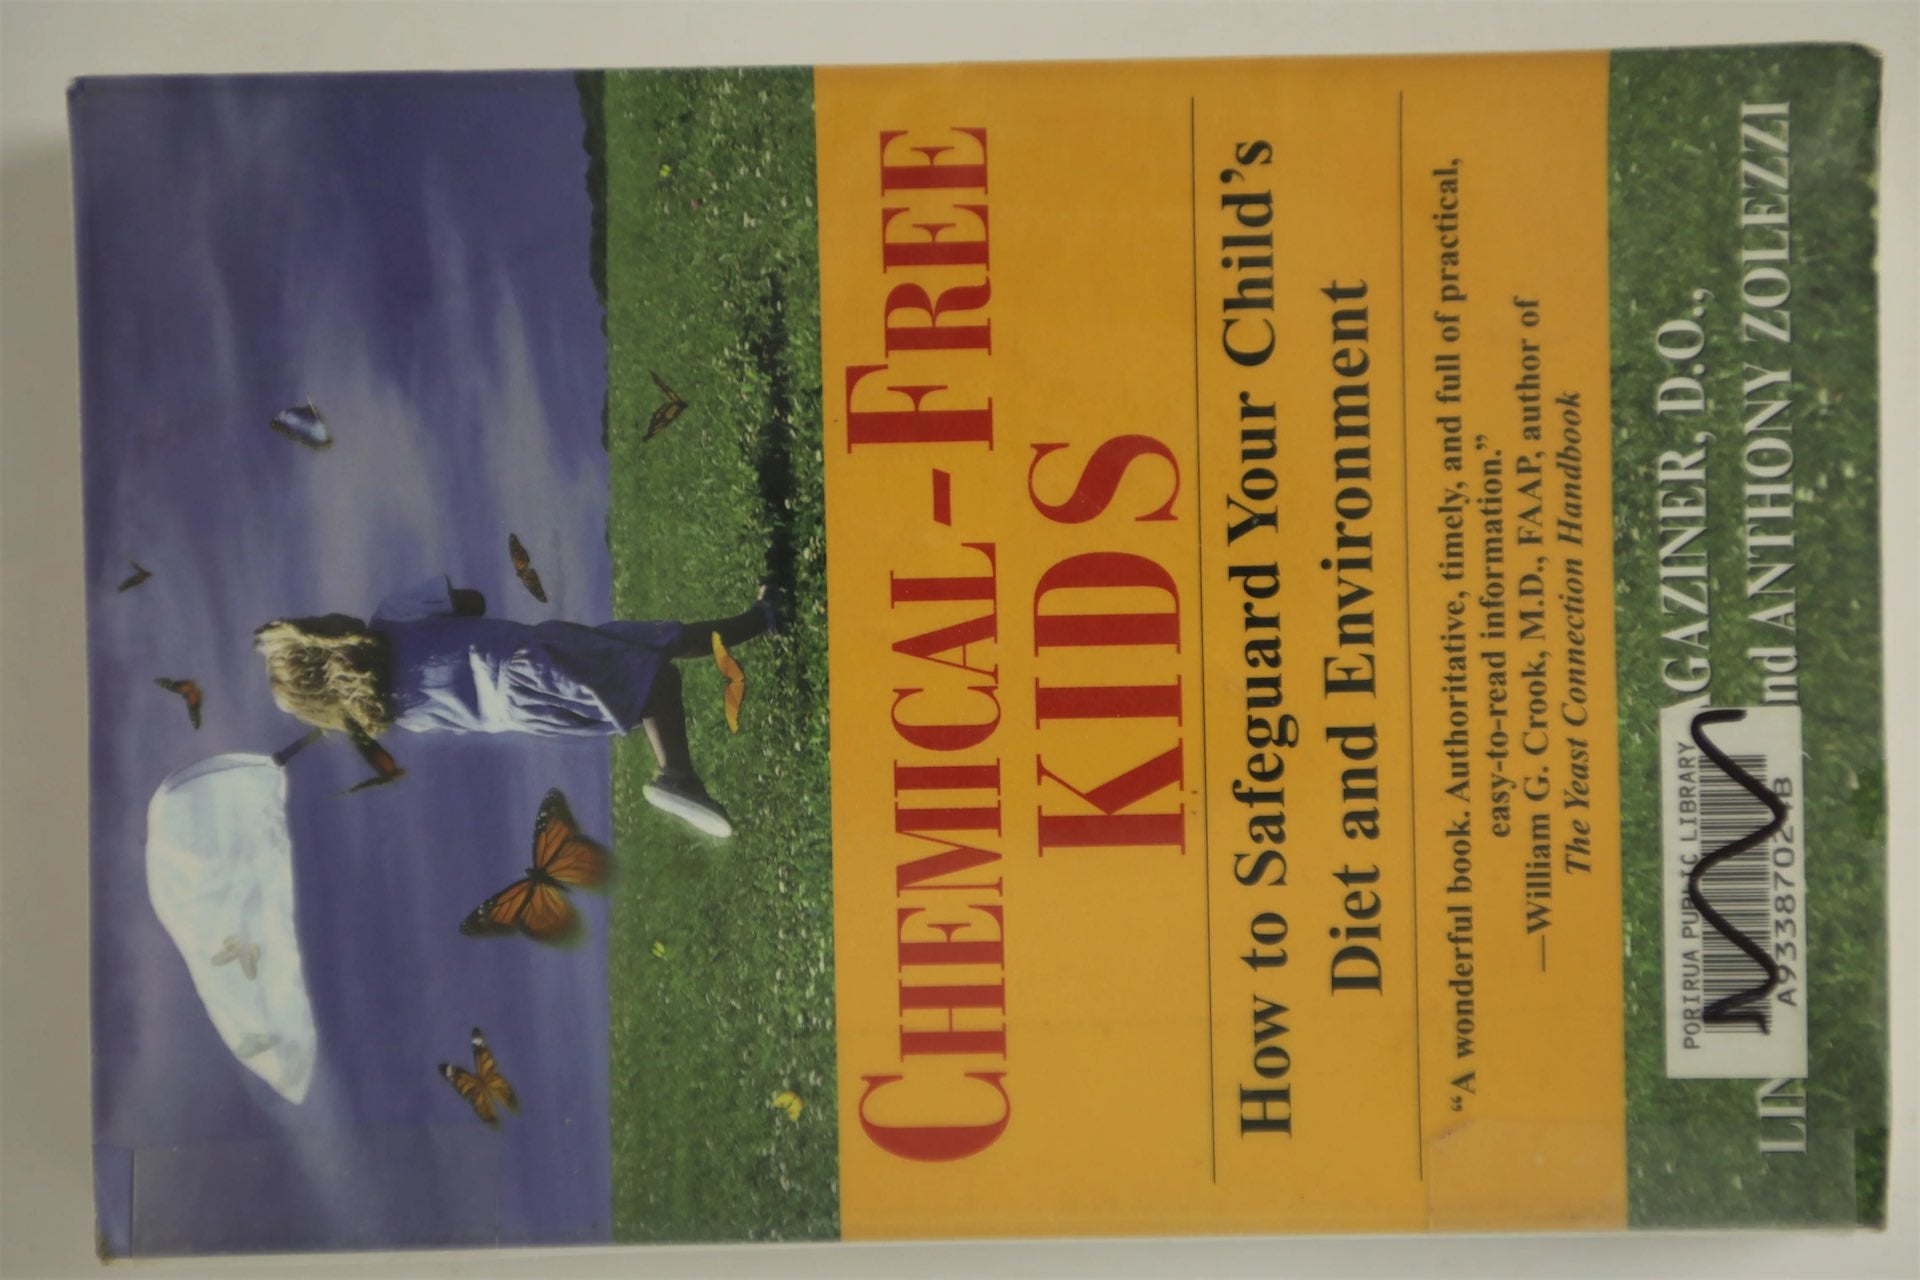 CHEMICAL-FREE
KIDS
How to Safeguard Your Child's
Diet and Environment
“A wonderful book. Authoritative, timely, and full of practical,
easy-to-read information.”
—William G. Crook, M.D., FAAP, author of
The Yeast Connection Handbook
AGAZINER, D.O.,
LIN nd ANTHONY ZOLEZZI
PORIRUA PUBLIC LIBRARY